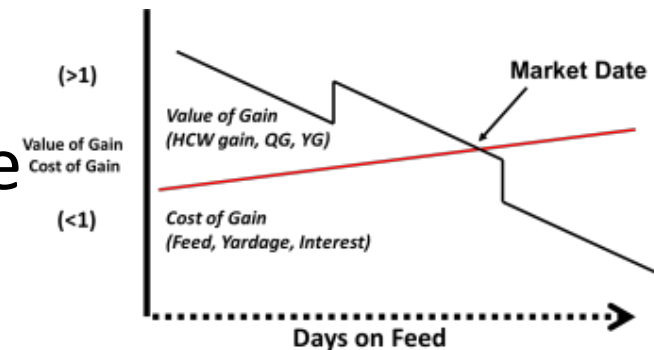 (>1)
Value of Gain
Cost of Gain
(<1)
e
Value of Gain
(HCW gain, QG, YG)
Market Date
Cost of Gain
(Feed, Yardage, Interest)
Days on Feed